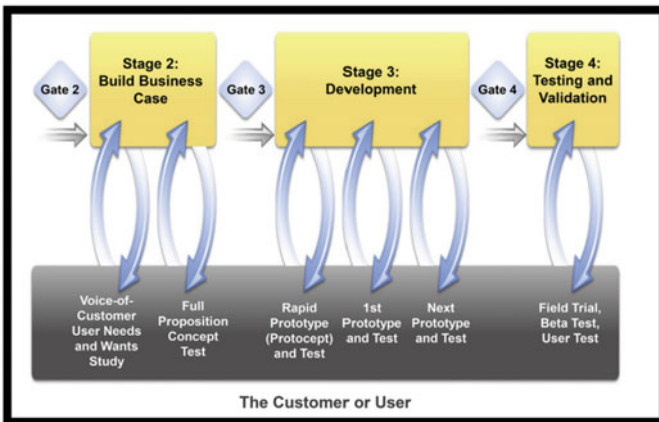 Gate 2
Stage 2:
Build Business
Case
Gate 3
Stage 3:
Development
Gate 4
Stage 4:
Testing and
Validation
Voice-of-
Customer
User Needs
and Wants
Study
Full
Proposition
Concept
Test
Rapid
Prototype
(Protocept)
and Test
1st
Prototype
and Test
Next
Prototype
and Test
Field Trial,
Beta Test,
User Test
The Customer or User